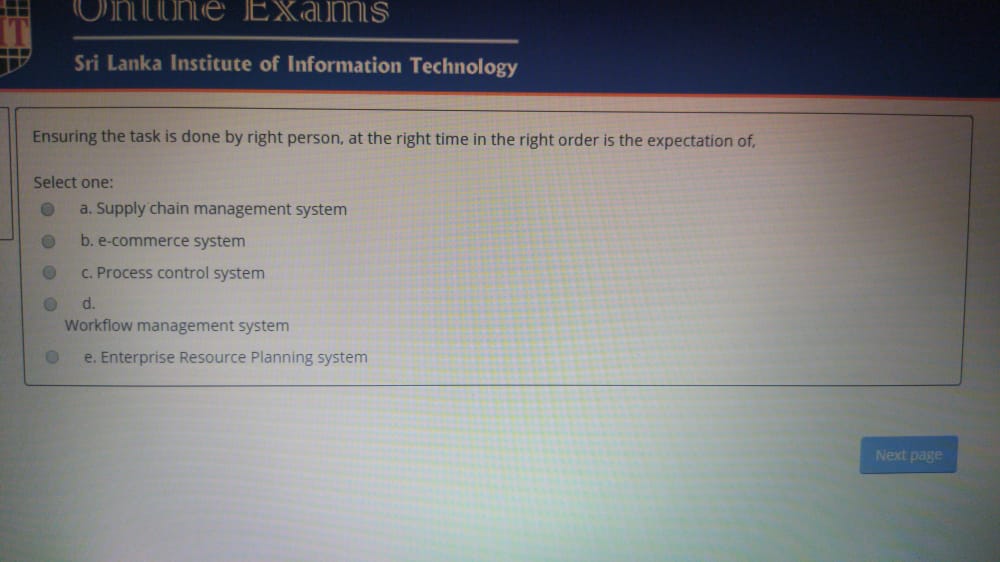 IT
Online Exams
Sri Lanka Institute of Information Technology
Ensuring the task is done by right person, at the right time in the right order is the expectation of,
Select one:
a. Supply chain management system
b. e-commerce system
c. Process control system
d.
Workflow management system
e. Enterprise Resource Planning system
Next page